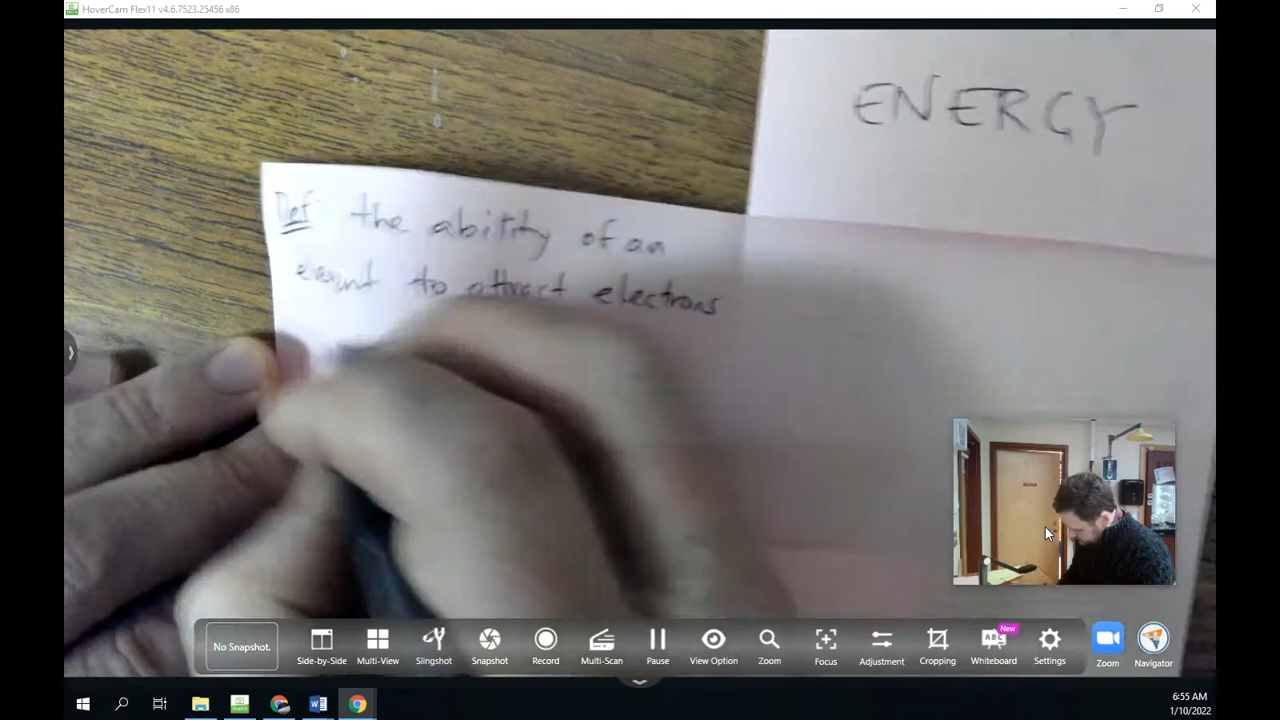 HoverCam Flex11 v4.6.7523.25456 x86
ENERGY
Def: the ability of an
element to attract electrons
No Snapshot.
Side-by-Side
Multi-View
Slingshot
Snapshot
Record
Multi-Scan
Pause
View Option
Zoom
Focus
Adjustment
Cropping
New
ABC
Whiteboard
Settings
Zoom
Navigator
6:55 AM
1/10/2022